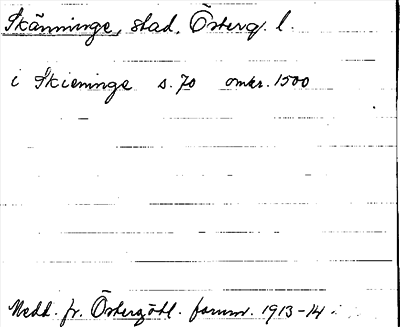 Skänninge, stad, Österg. l.
i Skieninge s. 70 omkr. 1500
Medd. fr. Östergötl. fornm. 1913-14